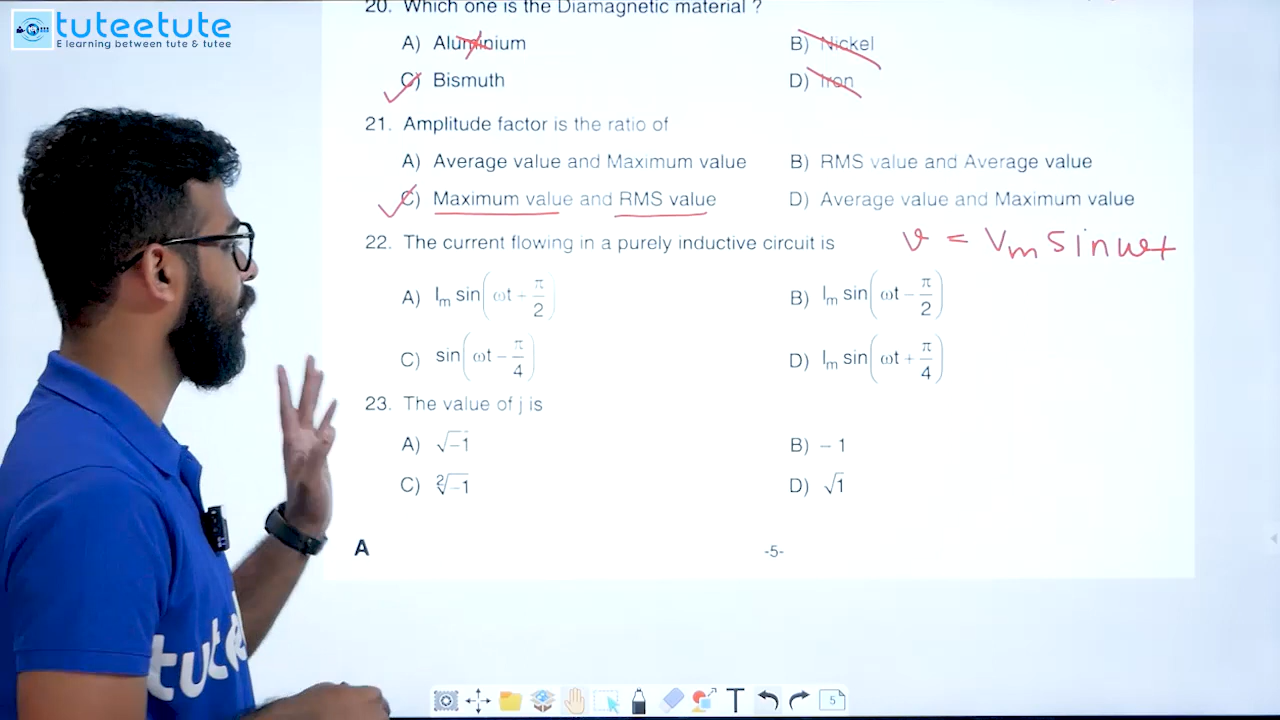 tuteetute
E learning between tute & tutee
20. Which one is the Diamagnetic material ?
A) Aluminium
B) Nickel
C) Bismuth
D) Iron
21. Amplitude factor is the ratio of
A) Average value and Maximum value
B) RMS value and Average value
C) Maximum value and RMS value
D) Average value and Maximum value
22. The current flowing in a purely inductive circuit is
v = Vm sin ωt
A) Im sin(ωt + π/2)
B) Im sin(ωt – π/2)
C) sin(ωt – π/4)
D) Im sin(ωt + π/4)
23. The value of j is
A) √–1
B) – 1
C) ²√–1
D) √1
A
-5-
T
5